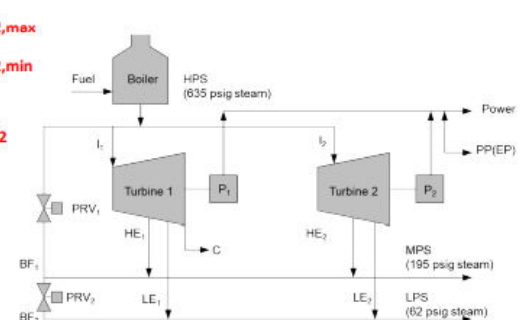 ,max
,min
2
Fuel
Boiler
HPS
(635 psig steam)
Power
PP(EP)
I₁
I₂
Turbine 1
P₁
Turbine 2
P₂
PRV₁
HE₁
C
HE₂
MPS
(195 psig steam)
BF₁
PRV₂
LE₁
LE₂
LPS
(62 psig steam)